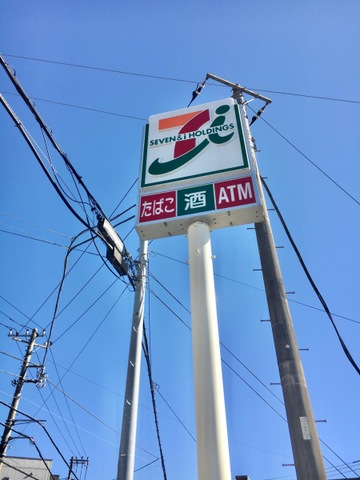 SEVEN&i HOLDINGS
たばこ 酒 ATM